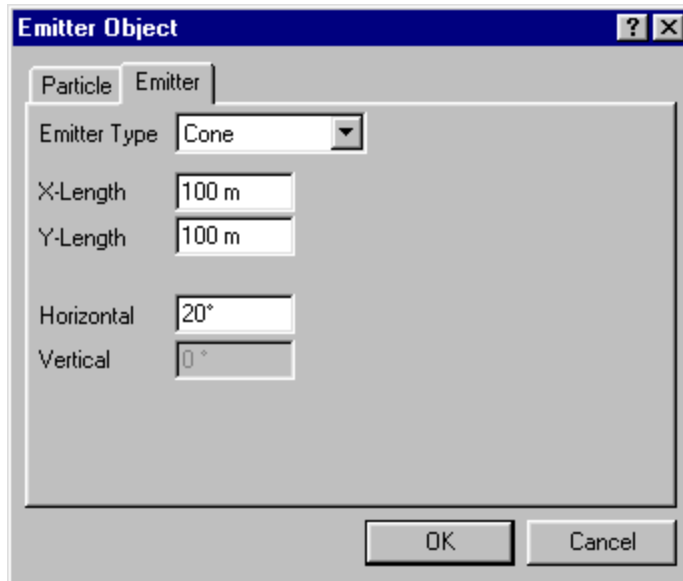 Emitter Object
Particle Emitter
Emitter Type Cone
X-Length 100 m
Y-Length 100 m
Horizontal 20°
Vertical 0 °
OK Cancel